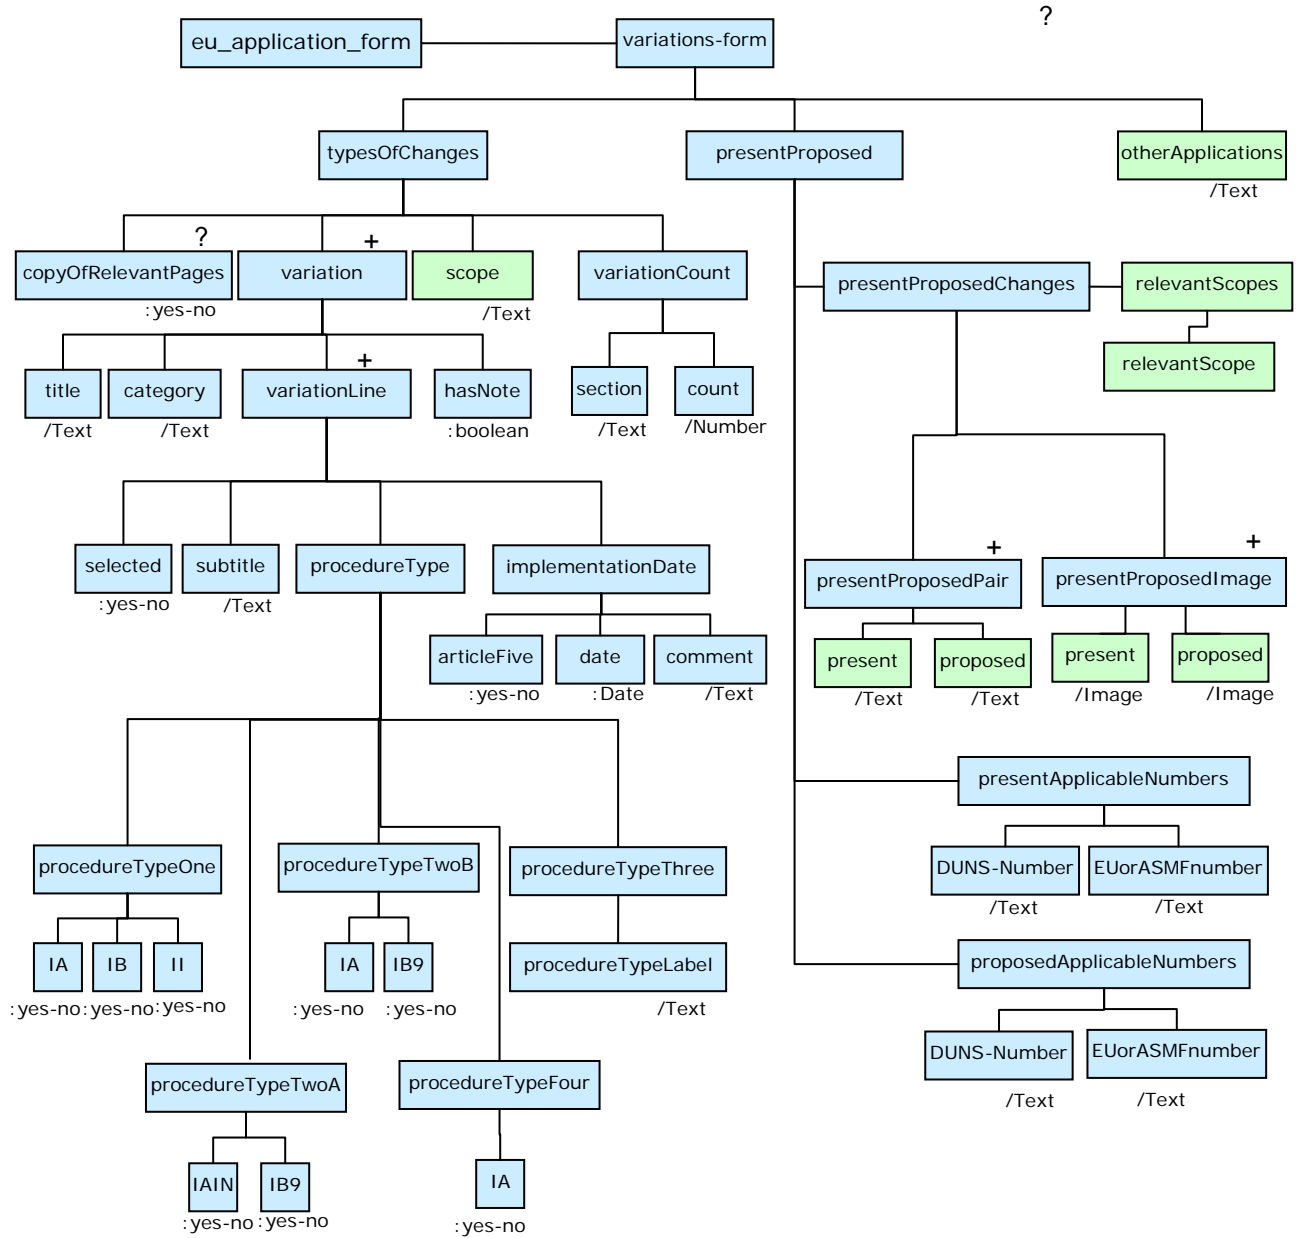 ?
eu_application_form
variations-form
typesOfChanges
presentProposed
otherApplications
/Text
?
+
copyOfRelevantPages
variation
scope
variationCount
presentProposedChanges
relevantScopes
:yes-no
/Text
relevantScope
+
title
category
variationLine
hasNote
section
count
/Text
/Text
:boolean
/Text
/Number
selected
subtitle
procedureType
implementationDate
+
+
presentProposedPair
presentProposedImage
:yes-no
/Text
articleFive
date
comment
present
proposed
present
proposed
:yes-no
:Date
/Text
/Text
/Text
/Image
/Image
presentApplicableNumbers
procedureTypeOne
procedureTypeTwoB
procedureTypeThree
DUNS-Number
EUorASMFnumber
/Text
/Text
IA
IB
II
IA
IB9
procedureTypeLabel
proposedApplicableNumbers
:yes-no
:yes-no
:yes-no
:yes-no
:yes-no
/Text
DUNS-Number
EUorASMFnumber
/Text
/Text
procedureTypeTwoA
procedureTypeFour
IAIN
IB9
IA
:yes-no
:yes-no
:yes-no